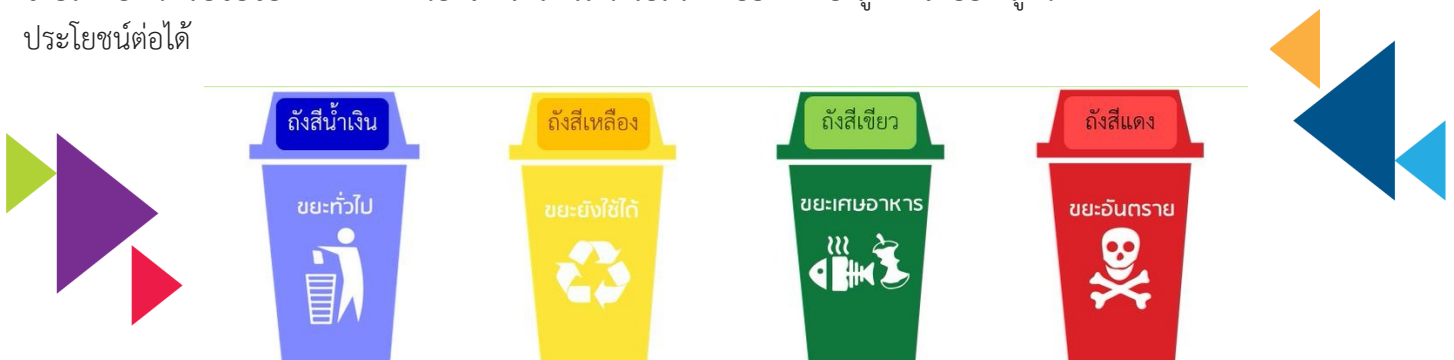 ประโยชน์ต่อได้
ถังสีน้ำเงิน
ถังสีเหลือง
ถังสีเขียว
ถังสีแดง
ขยะทั่วไป
ขยะยังใช้ได้
ขยะเศษอาหาร
ขยะอันตราย